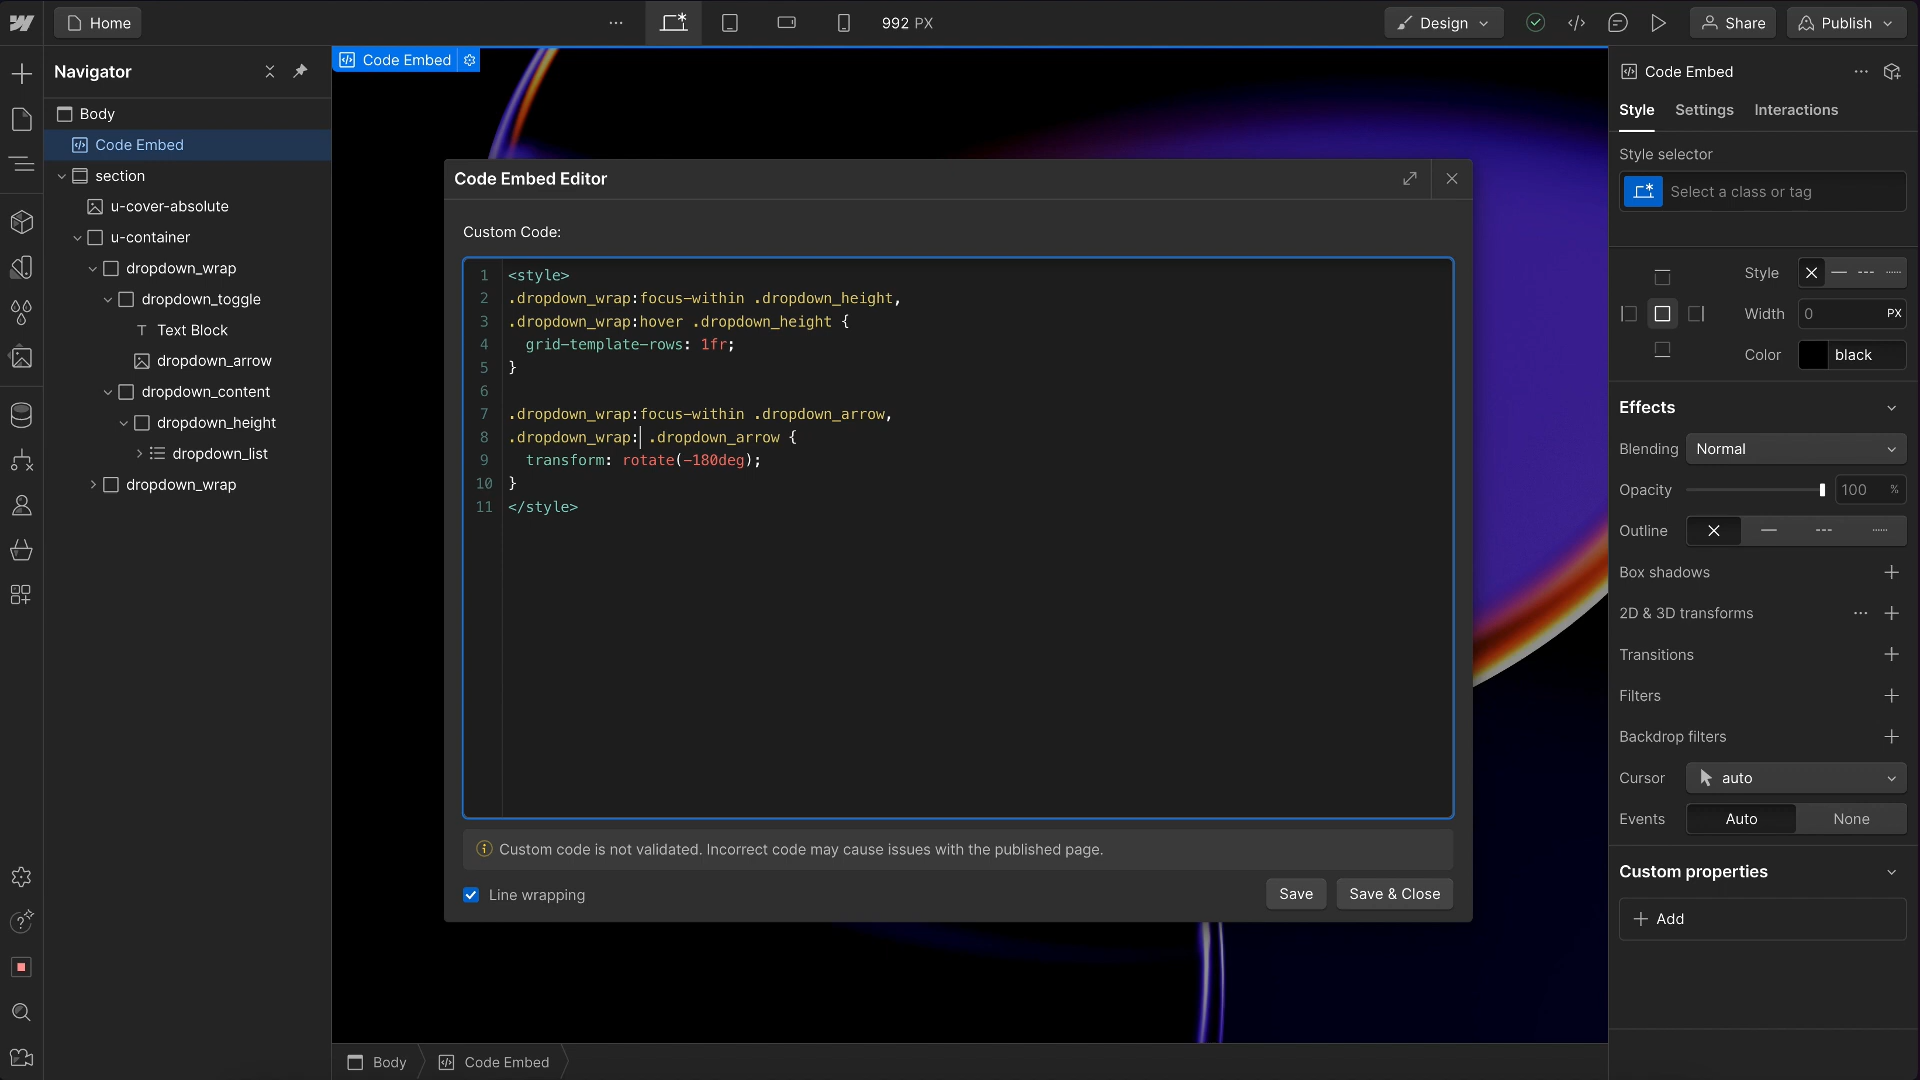 Home
992 PX
Design
Share
Publish
Navigator
Body
Code Embed
section
u-cover-absolute
u-container
dropdown_wrap
dropdown_toggle
Text Block
dropdown_arrow
dropdown_content
dropdown_height
dropdown_list
dropdown_wrap
Code Embed
Code Embed Editor
Custom Code:
1 <style>
2 .dropdown_wrap:focus-within .dropdown_height,
3 .dropdown_wrap:hover .dropdown_height {
4 grid-template-rows: 1fr;
5 }
6
7 .dropdown_wrap:focus-within .dropdown_arrow,
8 .dropdown_wrap: .dropdown_arrow {
9 transform: rotate(-180deg);
10 }
11 </style>
Custom code is not validated. Incorrect code may cause issues with the published page.
Line wrapping
Save
Save & Close
Body
Code Embed
Code Embed
Style Settings Interactions
Style selector
Select a class or tag
Style
Width 0 PX
Color black
Effects
Blending Normal
Opacity 100 %
Outline
Box shadows
2D & 3D transforms
Transitions
Filters
Backdrop filters
Cursor auto
Events Auto None
Custom properties
Add